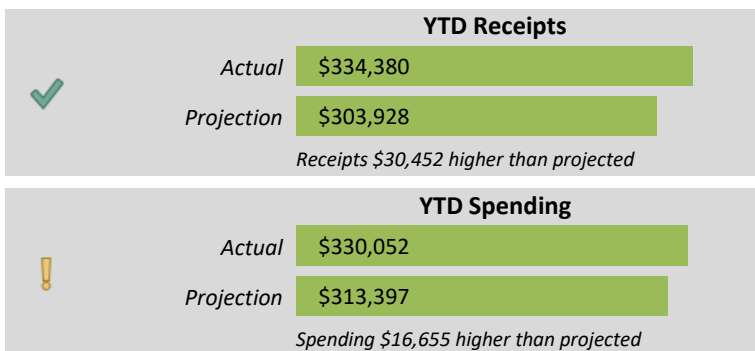 YTD Receipts
Actual $334,380
Projection $303,928
Receipts $30,452 higher than projected
YTD Spending
Actual $330,052
Projection $313,397
Spending $16,655 higher than projected